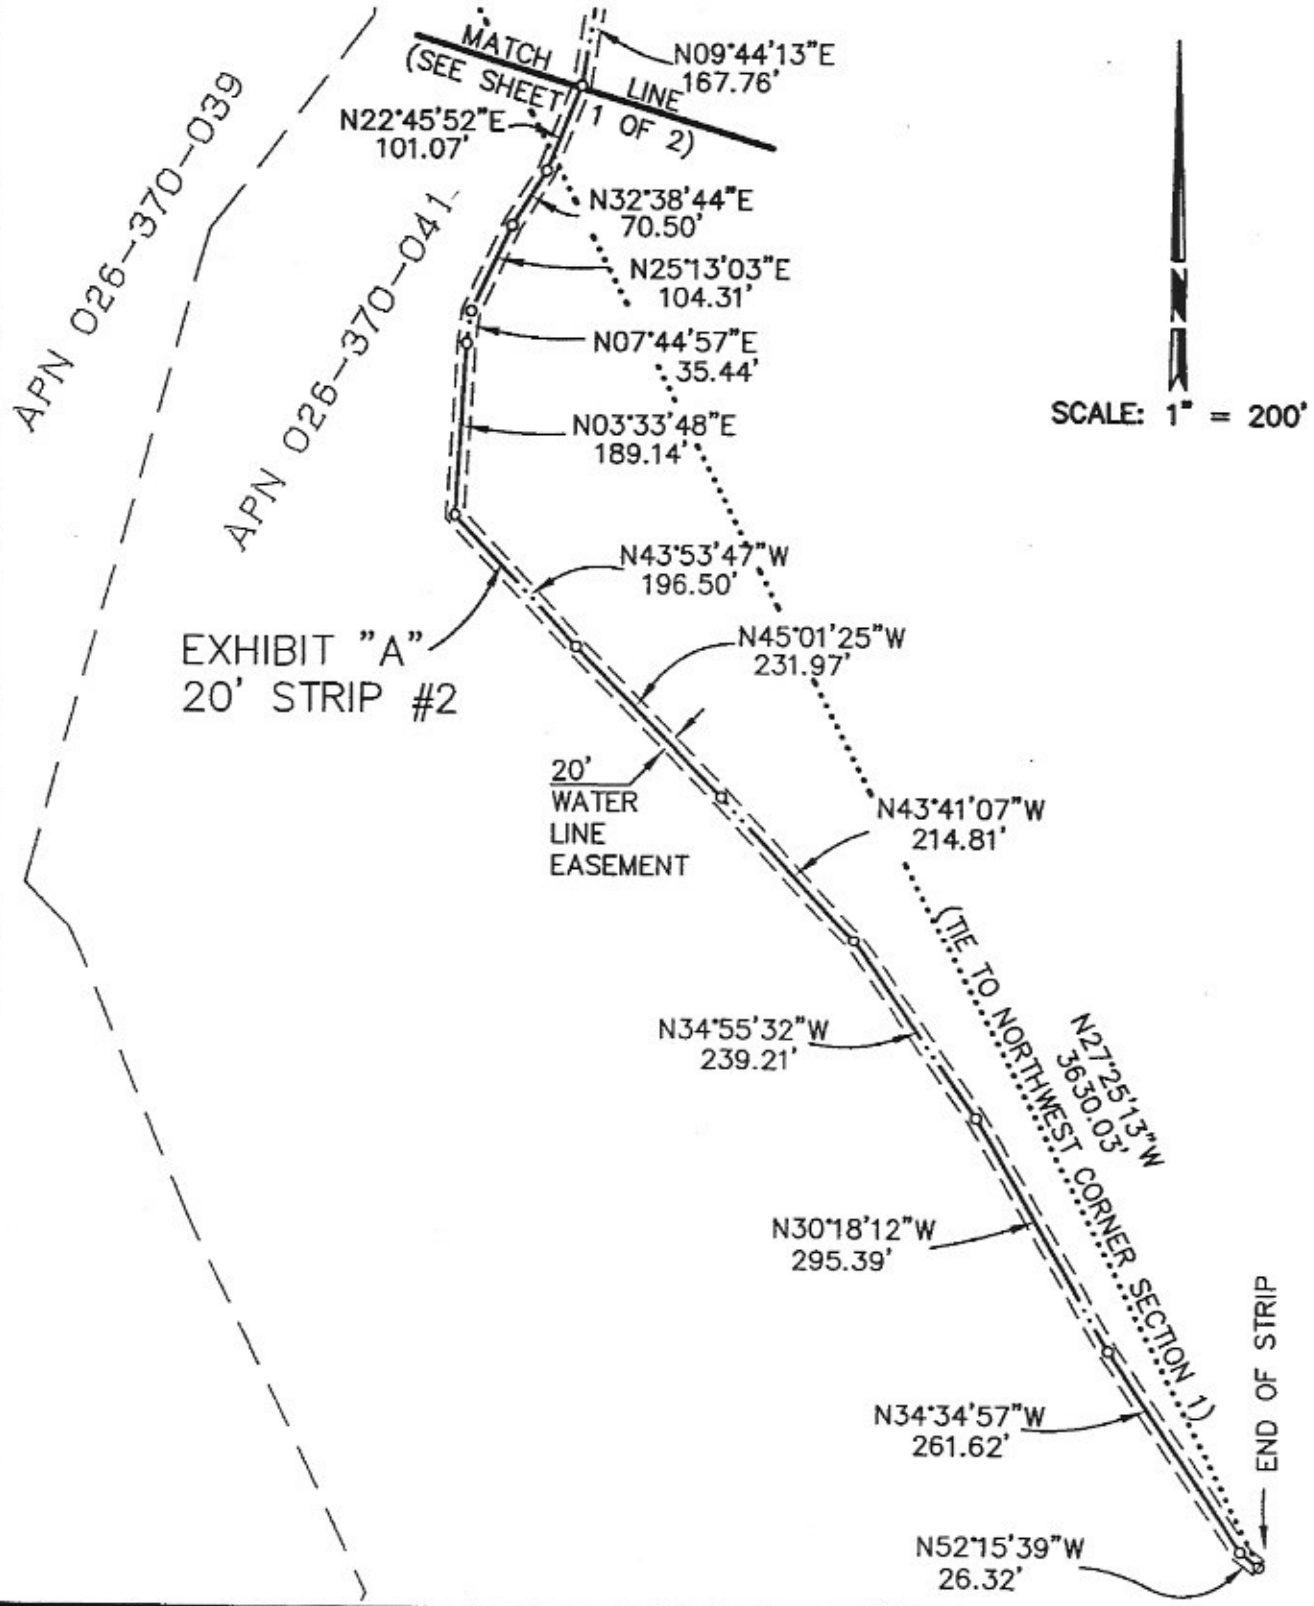 N09°44'13"E
167.76'
MATCH LINE
(SEE SHEET 1 OF 2)
N22°45'52"E
101.07'
APN 026-370-039
APN 026-370-041
N32°38'44"E
70.50'
N25°13'03"E
104.31'
N07°44'57"E
35.44'
N
SCALE: 1" = 200'
N03°33'48"E
189.14'
N43°53'47"W
196.50'
EXHIBIT "A"
20' STRIP #2
N45°01'25"W
231.97'
20'
WATER
LINE
EASEMENT
N43°41'07"W
214.81'
(TIE TO NORTHWEST CORNER SECTION 1)
N27°25'13"W
3630.03'
N34°55'32"W
239.21'
N30°18'12"W
295.39'
N34°34'57"W
261.62'
END OF STRIP
N52°15'39"W
26.32'